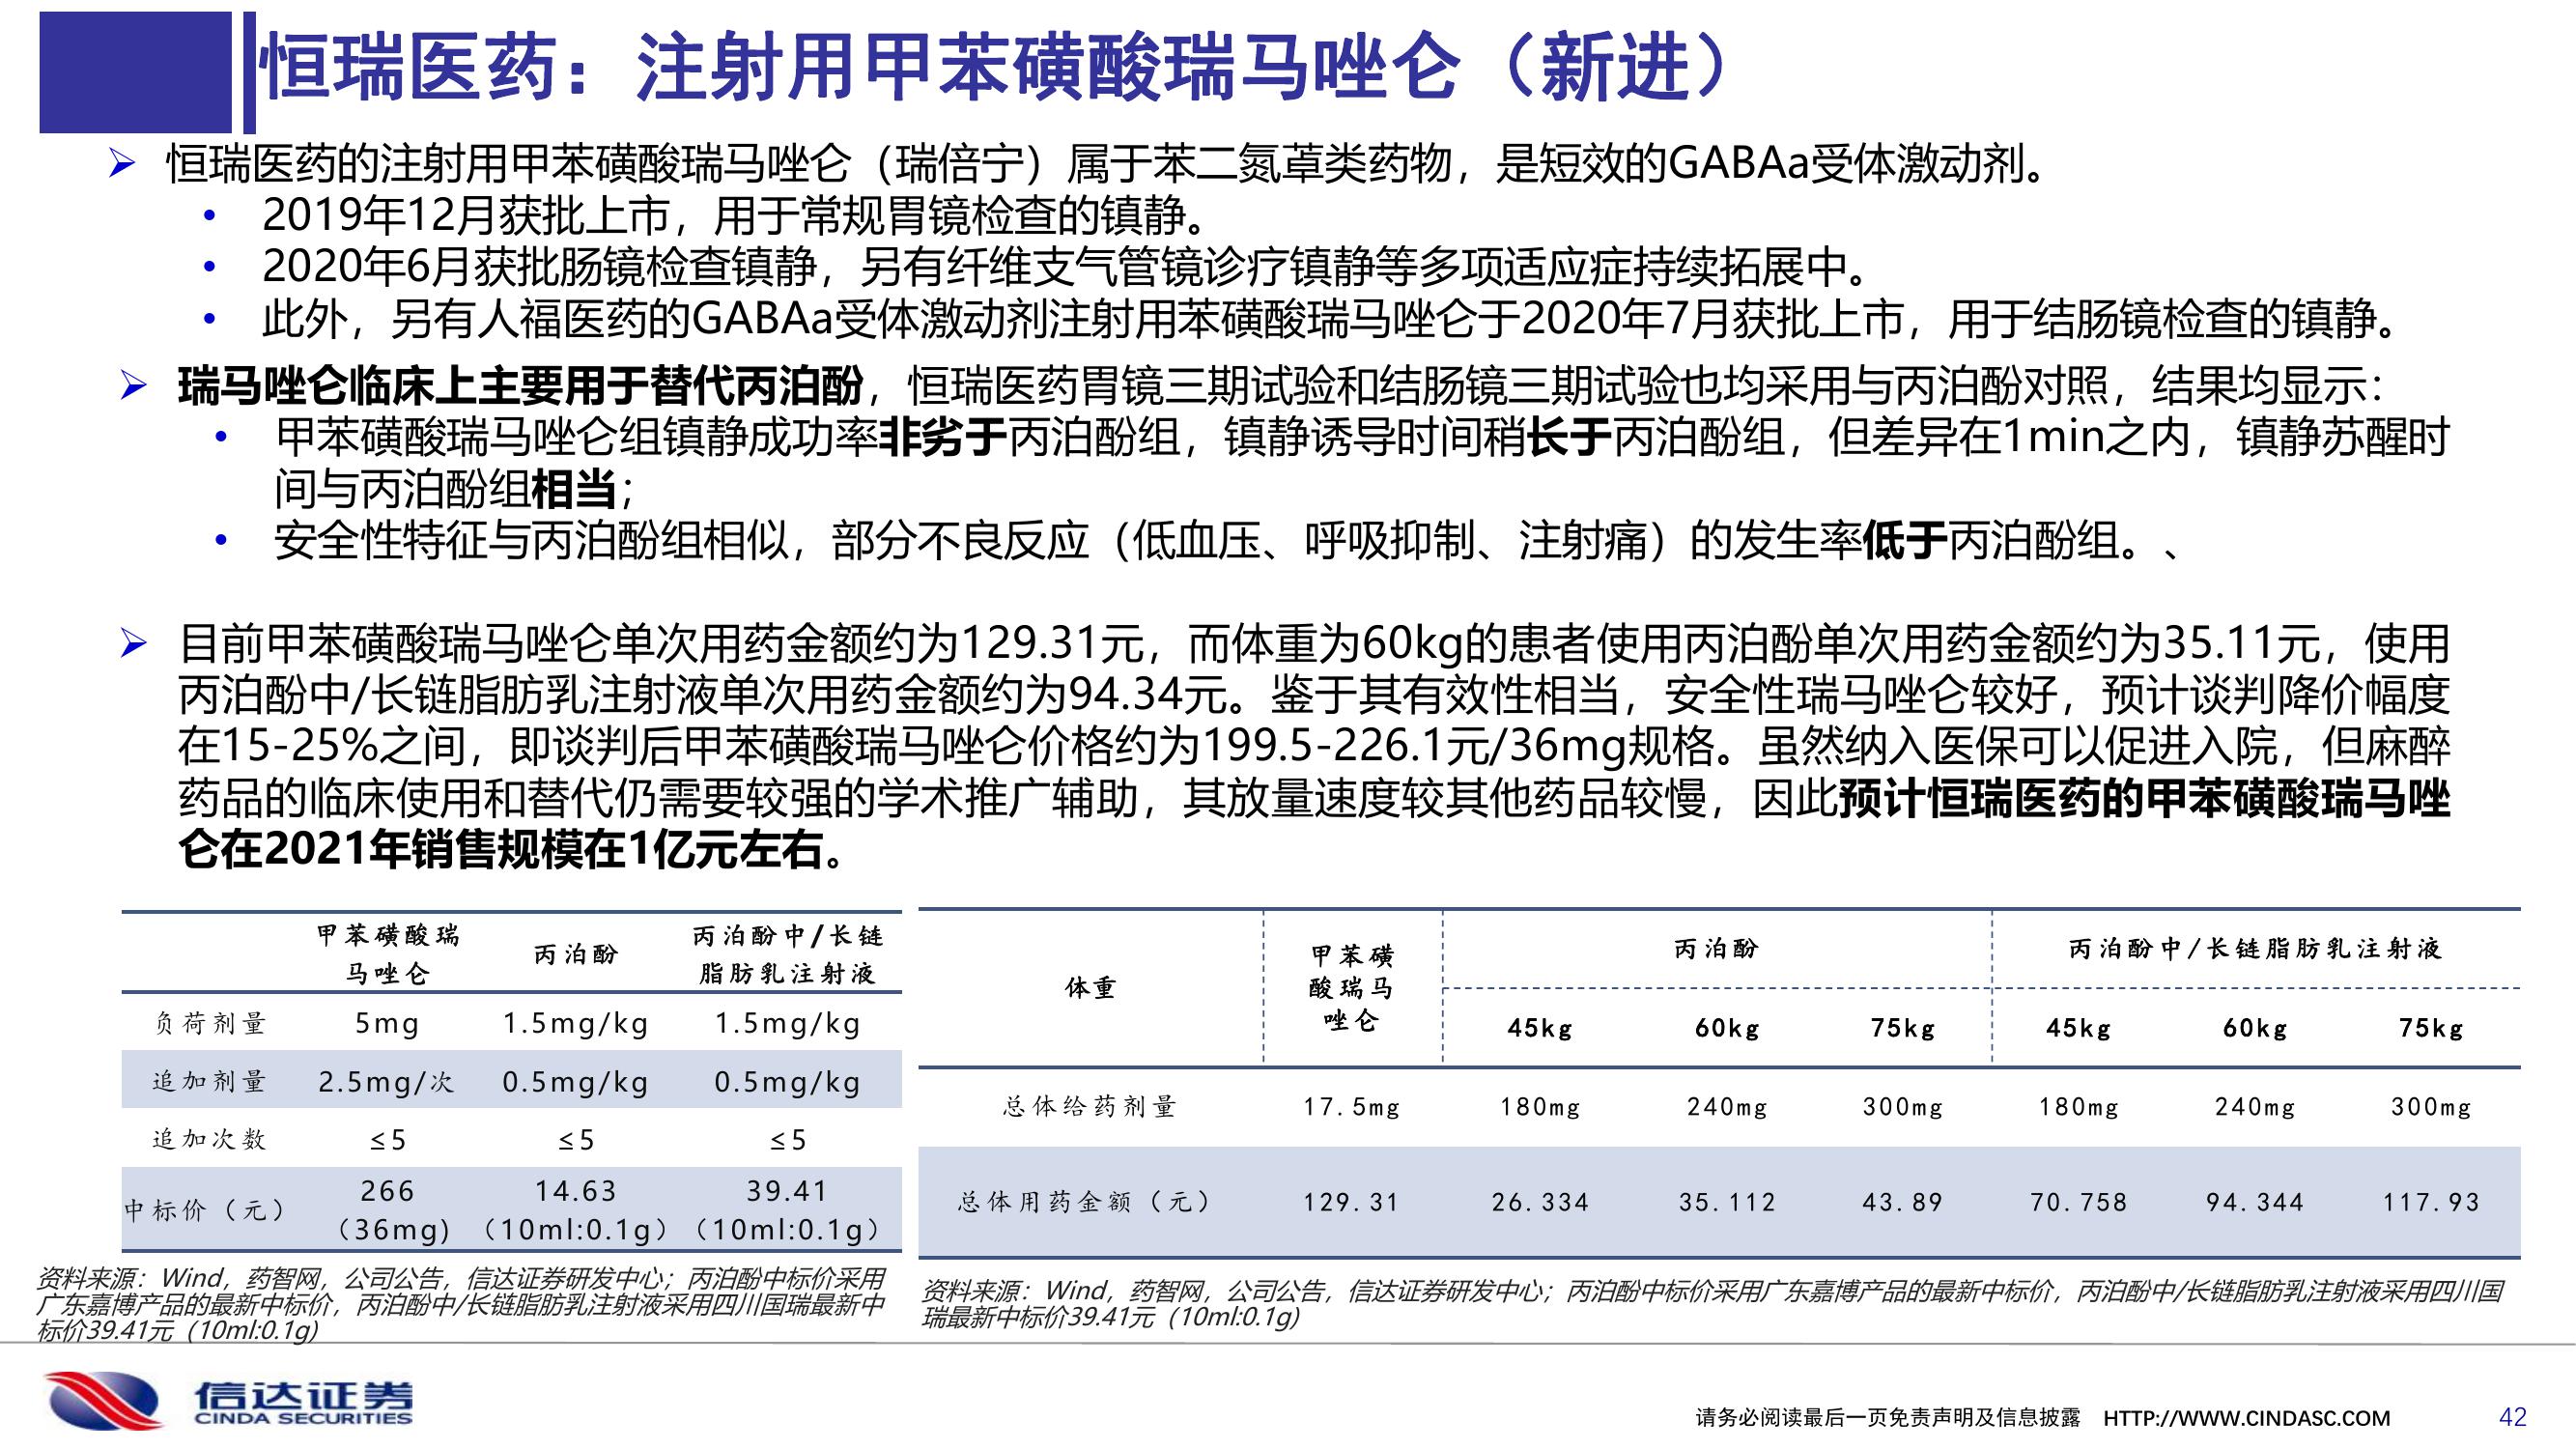 恒瑞医药：注射用甲苯磺酸瑞马唑仑（新进）
➢ 恒瑞医药的注射用甲苯磺酸瑞马唑仑（瑞倍宁）属于苯二氮䓬类药物，是短效的GABAa受体激动剂。
• 2019年12月获批上市，用于常规胃镜检查的镇静。
• 2020年6月获批肠镜检查镇静，另有纤维支气管镜诊疗镇静等多项适应症持续拓展中。
• 此外，另有人福医药的GABAa受体激动剂注射用苯磺酸瑞马唑仑于2020年7月获批上市，用于结肠镜检查的镇静。
➢ 瑞马唑仑临床上主要用于替代丙泊酚，恒瑞医药胃镜三期试验和结肠镜三期试验也均采用与丙泊酚对照，结果均显示：
• 甲苯磺酸瑞马唑仑组镇静成功率非劣于丙泊酚组，镇静诱导时间稍长于丙泊酚组，但差异在1min之内，镇静苏醒时
间与丙泊酚组相当；
• 安全性特征与丙泊酚组相似，部分不良反应（低血压、呼吸抑制、注射痛）的发生率低于丙泊酚组。、
➢ 目前甲苯磺酸瑞马唑仑单次用药金额约为129.31元，而体重为60kg的患者使用丙泊酚单次用药金额约为35.11元，使用
丙泊酚中/长链脂肪乳注射液单次用药金额约为94.34元。鉴于其有效性相当，安全性瑞马唑仑较好，预计谈判降价幅度
在15-25%之间，即谈判后甲苯磺酸瑞马唑仑价格约为199.5-226.1元/36mg规格。虽然纳入医保可以促进入院，但麻醉
药品的临床使用和替代仍需要较强的学术推广辅助，其放量速度较其他药品较慢，因此预计恒瑞医药的甲苯磺酸瑞马唑
仑在2021年销售规模在1亿元左右。
甲苯磺酸瑞马唑仑 丙泊酚 丙泊酚中/长链脂肪乳注射液
负荷剂量 5mg 1.5mg/kg 1.5mg/kg
追加剂量 2.5mg/次 0.5mg/kg 0.5mg/kg
追加次数 ≤5 ≤5 ≤5
中标价（元） 266（36mg) 14.63（10ml:0.1g） 39.41（10ml:0.1g）
资料来源：Wind，药智网，公司公告，信达证券研发中心；丙泊酚中标价采用
广东嘉博产品的最新中标价，丙泊酚中/长链脂肪乳注射液采用四川国瑞最新中
标价39.41元 (10ml:0.1g)
体重 甲苯磺酸瑞马唑仑 丙泊酚 丙泊酚中/长链脂肪乳注射液
45kg 60kg 75kg 45kg 60kg 75kg
总体给药剂量 17.5mg 180mg 240mg 300mg 180mg 240mg 300mg
总体用药金额（元） 129.31 26.334 35.112 43.89 70.758 94.344 117.93
资料来源：Wind，药智网，公司公告，信达证券研发中心；丙泊酚中标价采用广东嘉博产品的最新中标价，丙泊酚中/长链脂肪乳注射液采用四川国
瑞最新中标价39.41元 (10ml:0.1g)
信达证券
CINDA SECURITIES
请务必阅读最后一页免责声明及信息披露 HTTP://WWW.CINDASC.COM 42